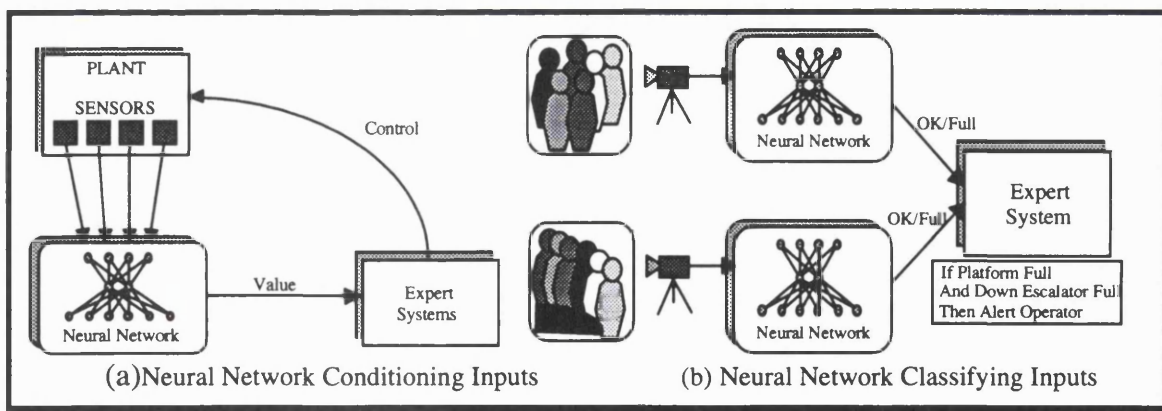 PLANT
SENSORS
Control
Neural Network
Value
Expert
Systems
(a)Neural Network Conditioning Inputs
Neural Network
OK/Full
Neural Network
OK/Full
Expert
System
If Platform Full
And Down Escalator Full
Then Alert Operator
(b) Neural Network Classifying Inputs